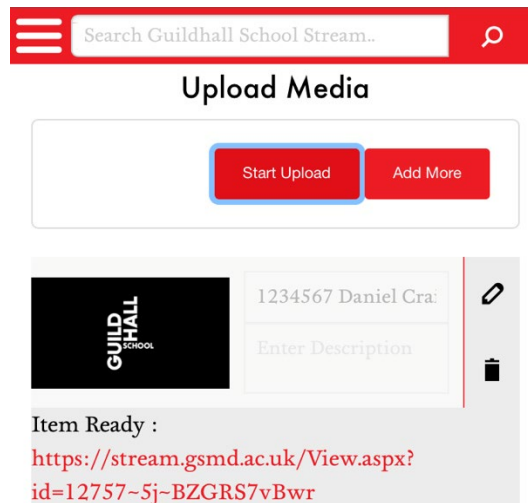 Search Guildhall School Stream..
Upload Media
Start Upload
Add More
GUILD
HALL
SCHOOL
1234567 Daniel Crai
Enter Description
Item Ready :
https://stream.gsmd.ac.uk/View.aspx?
id=12757~5j~BZGRS7vBwr